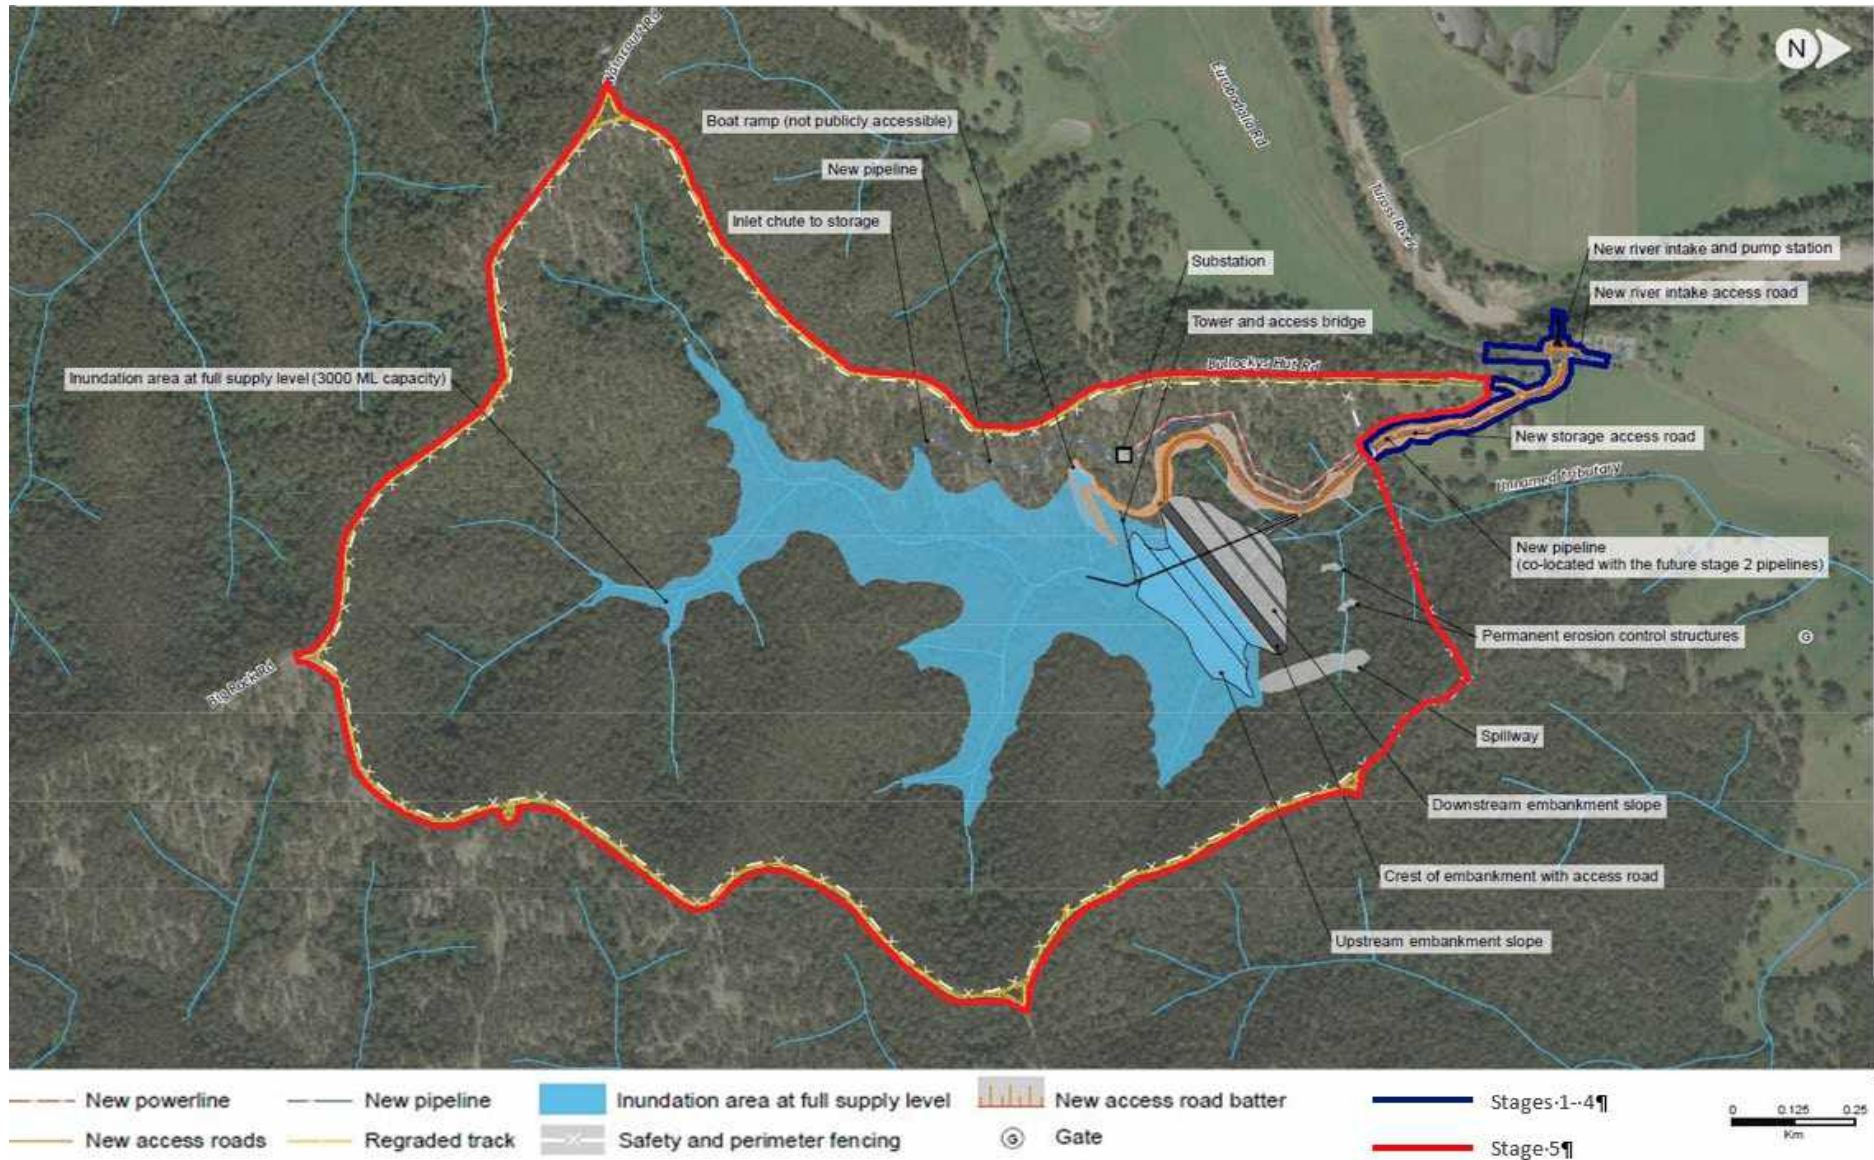 Waincourt Rd
N
Boat ramp (not publicly accessible)
Eurobodalla Rd
New pipeline
Tuross River
Inlet chute to storage
New river intake and pump station
Substation
New river intake access road
Tower and access bridge
Bullockys Hut Rd
Inundation area at full supply level (3000 ML capacity)
New storage access road
Unnamed tributary
New pipeline
(co-located with the future stage 2 pipelines)
Permanent erosion control structures
G
Big Rock Rd
Spillway
Downstream embankment slope
Crest of embankment with access road
Upstream embankment slope
New powerline
New pipeline
Inundation area at full supply level
New access road batter
Stages·1-·4¶
New access roads
Regraded track
Safety and perimeter fencing
G
Gate
Stage·5¶
0 0.125 0.25
Km